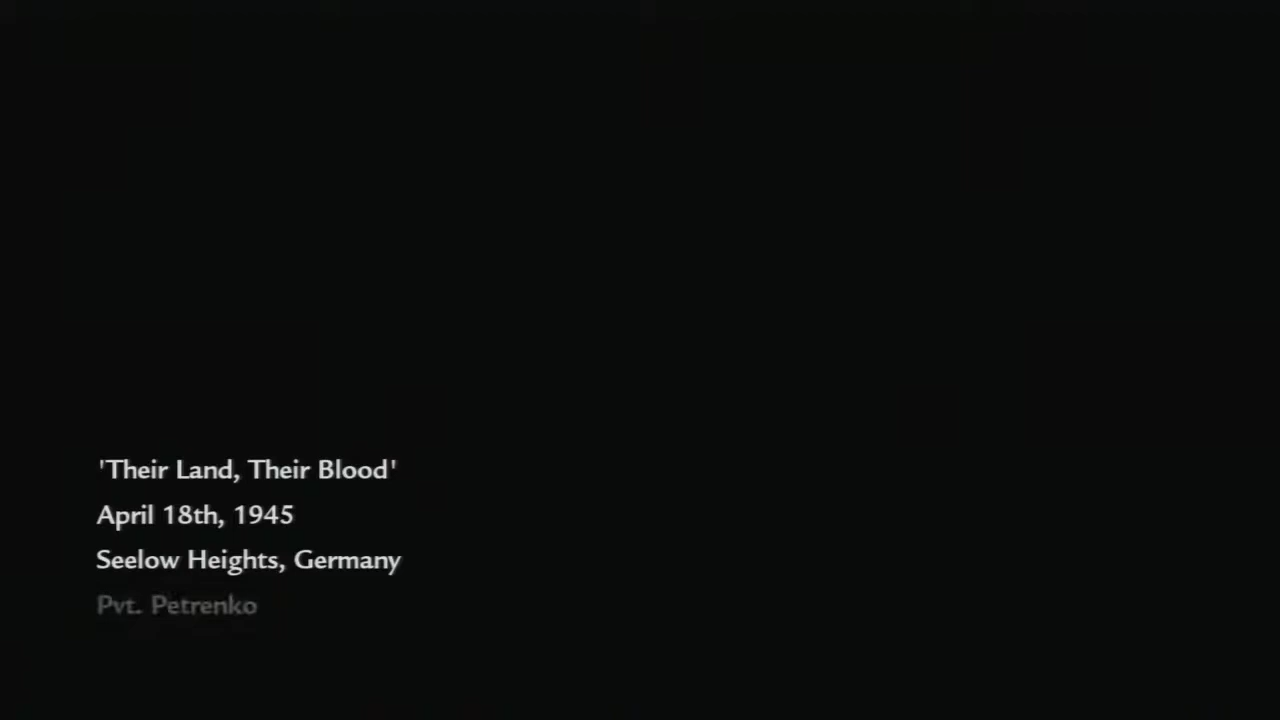 'Their Land, Their Blood'
April 18th, 1945
Seelow Heights, Germany
Pvt. Petrenko